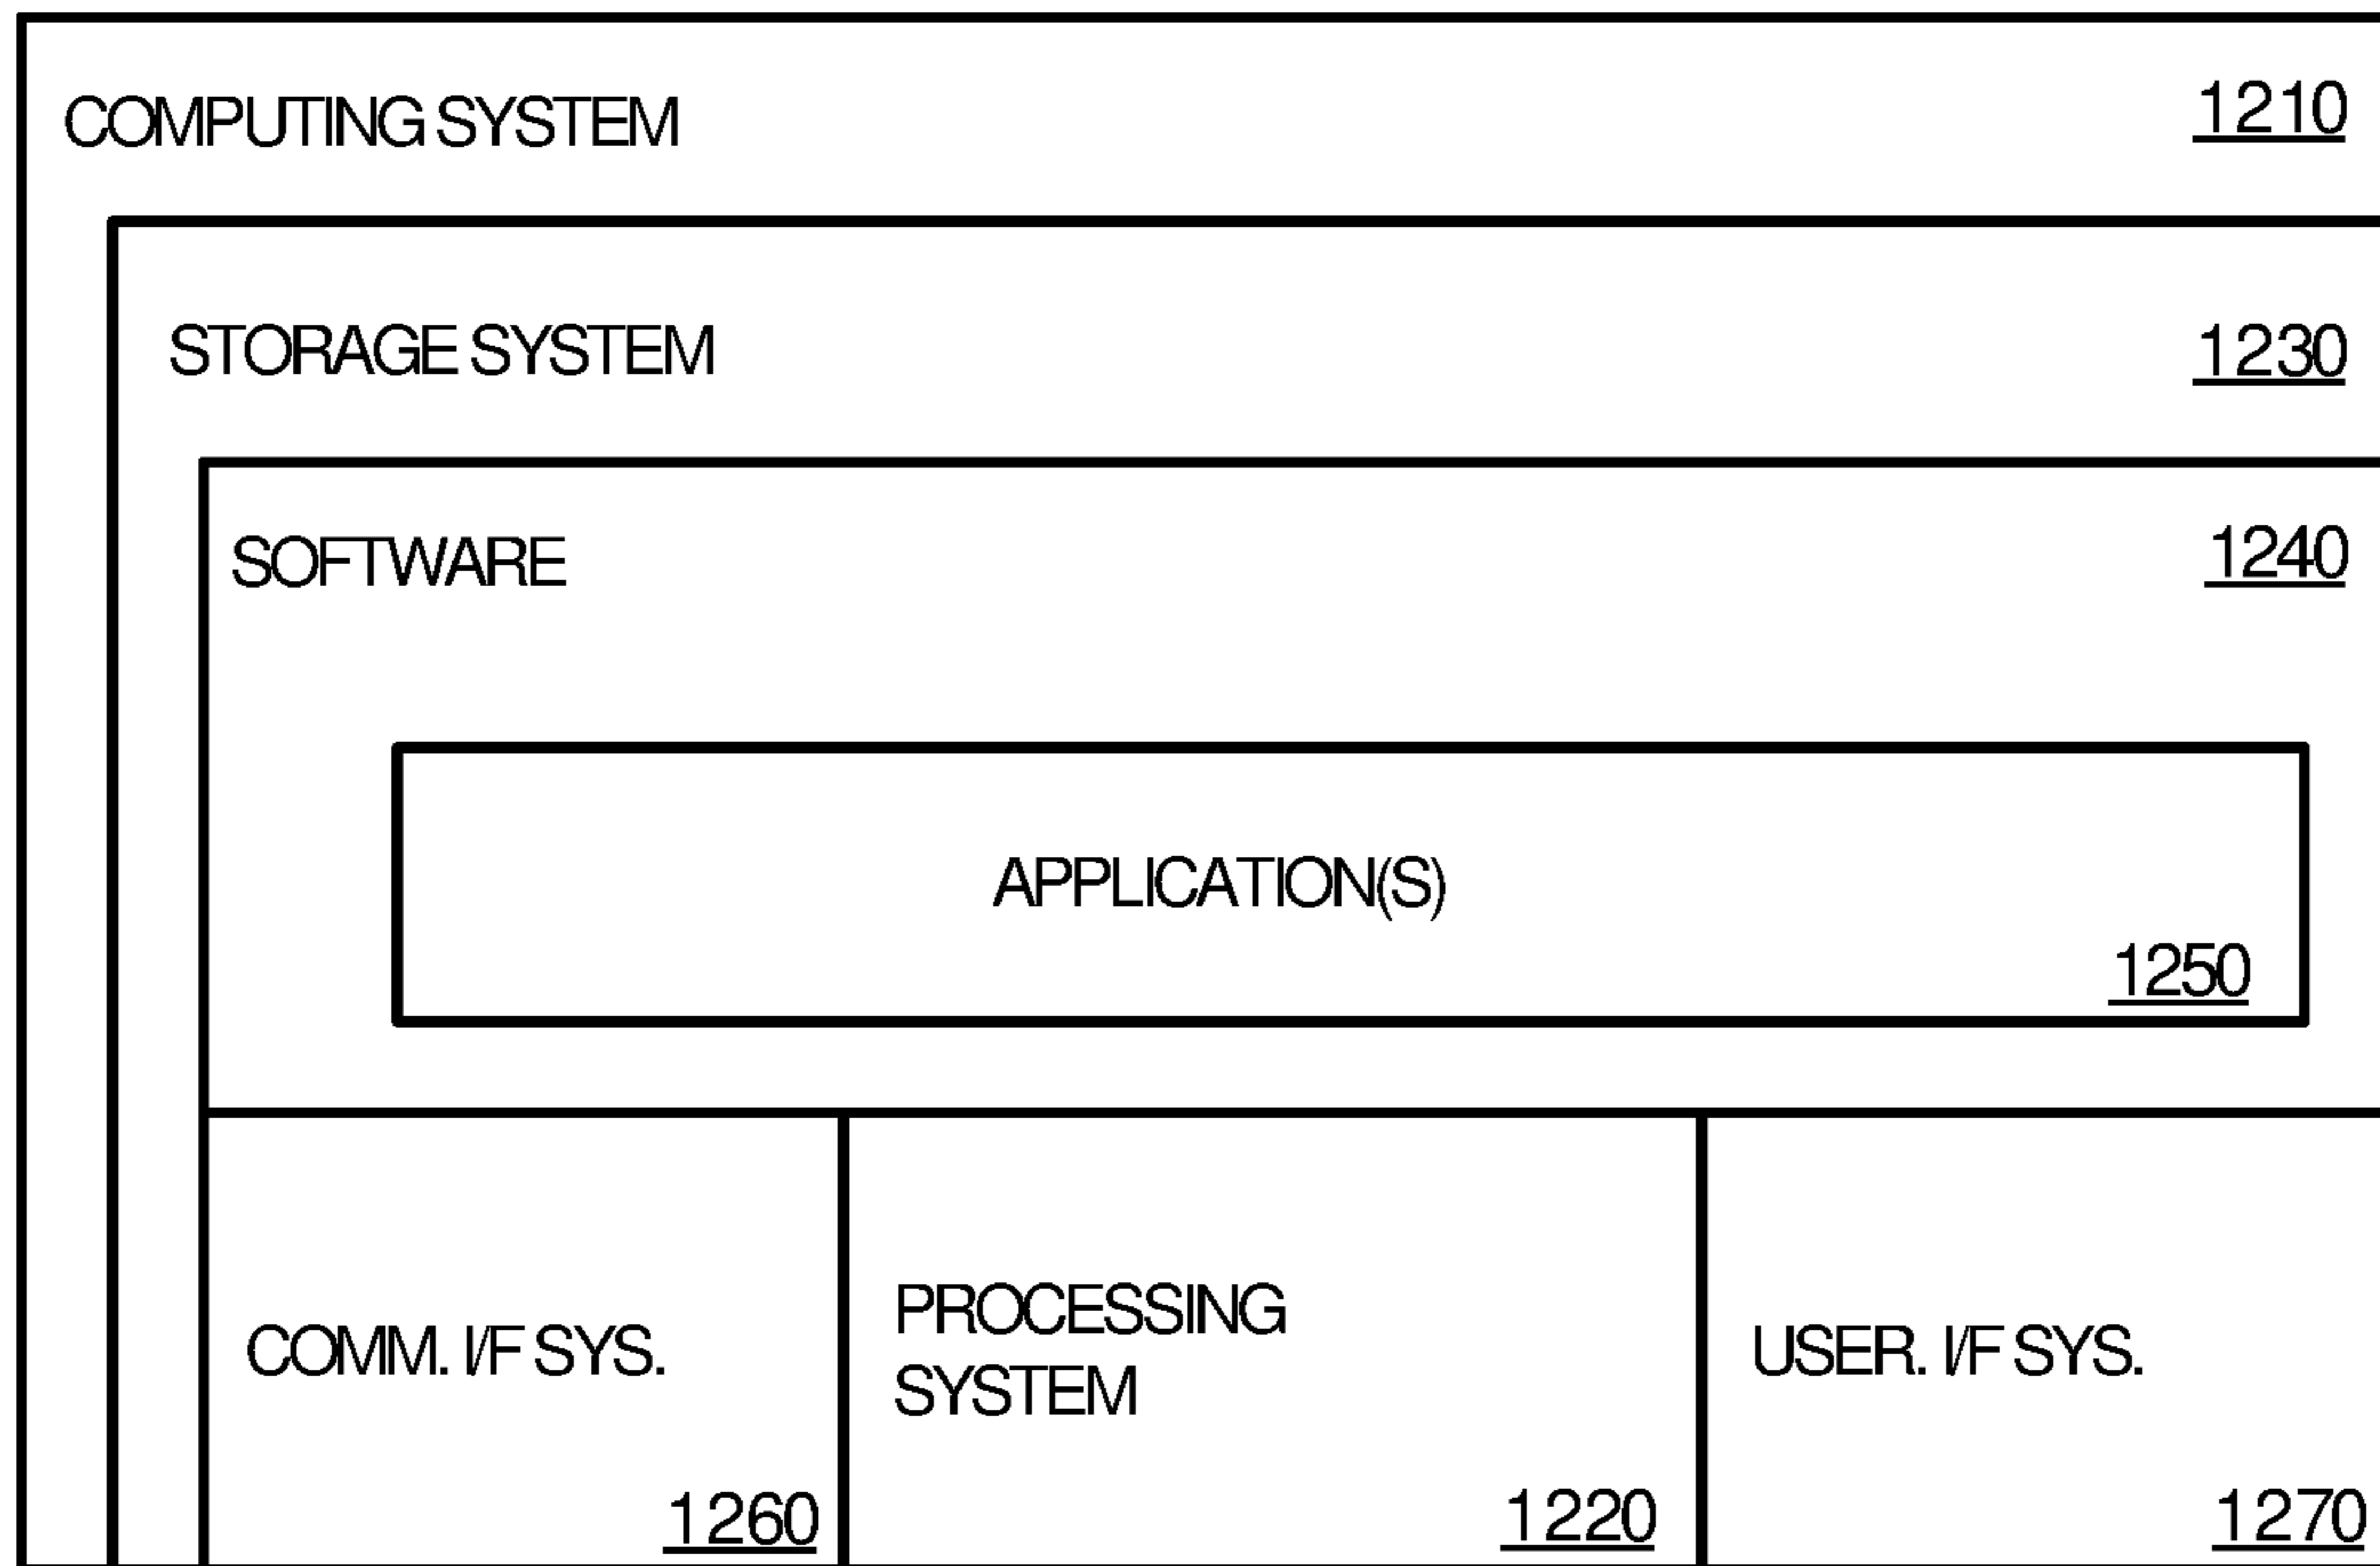 COMPUTING SYSTEM 1210
STORAGE SYSTEM 1230
SOFTWARE 1240
APPLICATION(S)
1250
COMM. I/F SYS.
1260
PROCESSING
SYSTEM
1220
USER. I/F SYS.
1270